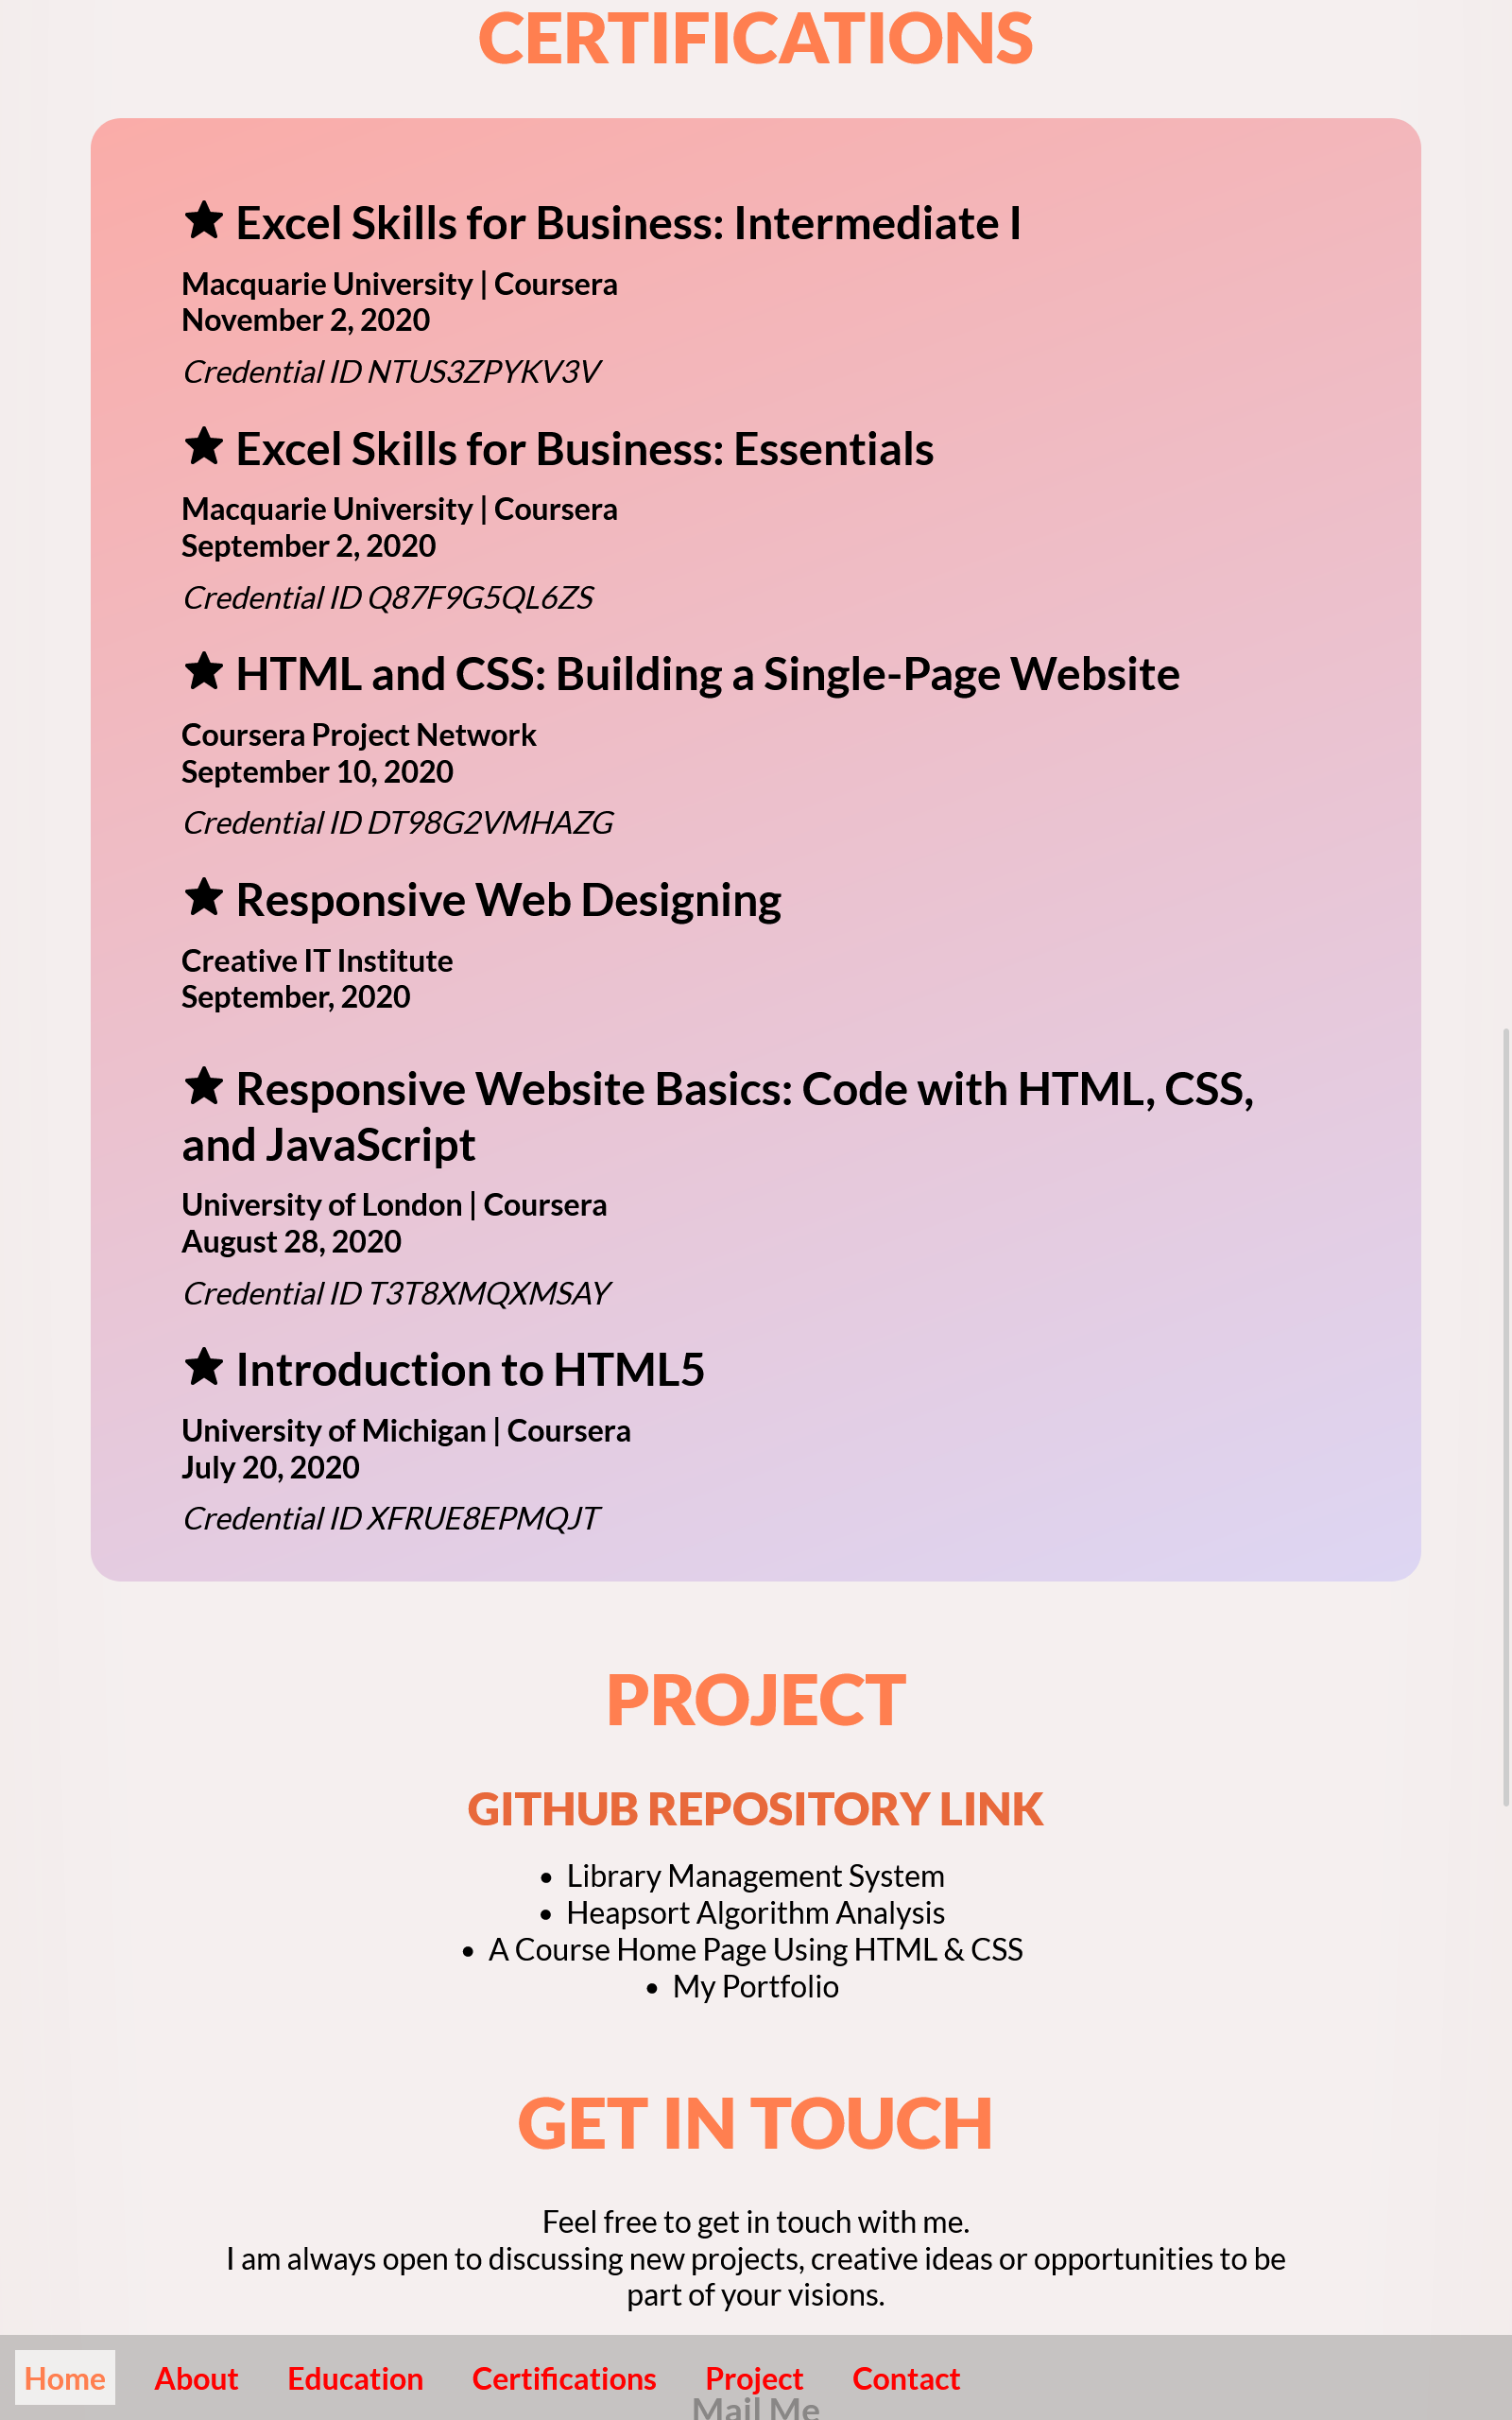 CERTIFICATIONS
Excel Skills for Business: Intermediate I
Macquarie University | Coursera
November 2, 2020
Credential ID NTUS3ZPYKV3V
Excel Skills for Business: Essentials
Macquarie University | Coursera
September 2, 2020
Credential ID Q87F9G5QL6ZS
HTML and CSS: Building a Single-Page Website
Coursera Project Network
September 10, 2020
Credential ID DT98G2VMHAZG
Responsive Web Designing
Creative IT Institute
September, 2020
Responsive Website Basics: Code with HTML, CSS,
and JavaScript
University of London | Coursera
August 28, 2020
Credential ID T3T8XMQXMSAY
Introduction to HTML5
University of Michigan | Coursera
July 20, 2020
Credential ID XFRUE8EPMQJT
PROJECT
GITHUB REPOSITORY LINK
• Library Management System
• Heapsort Algorithm Analysis
• A Course Home Page Using HTML & CSS
• My Portfolio
GET IN TOUCH
Feel free to get in touch with me.
I am always open to discussing new projects, creative ideas or opportunities to be
part of your visions.
Home About Education Certifications Project Contact
Mail Me